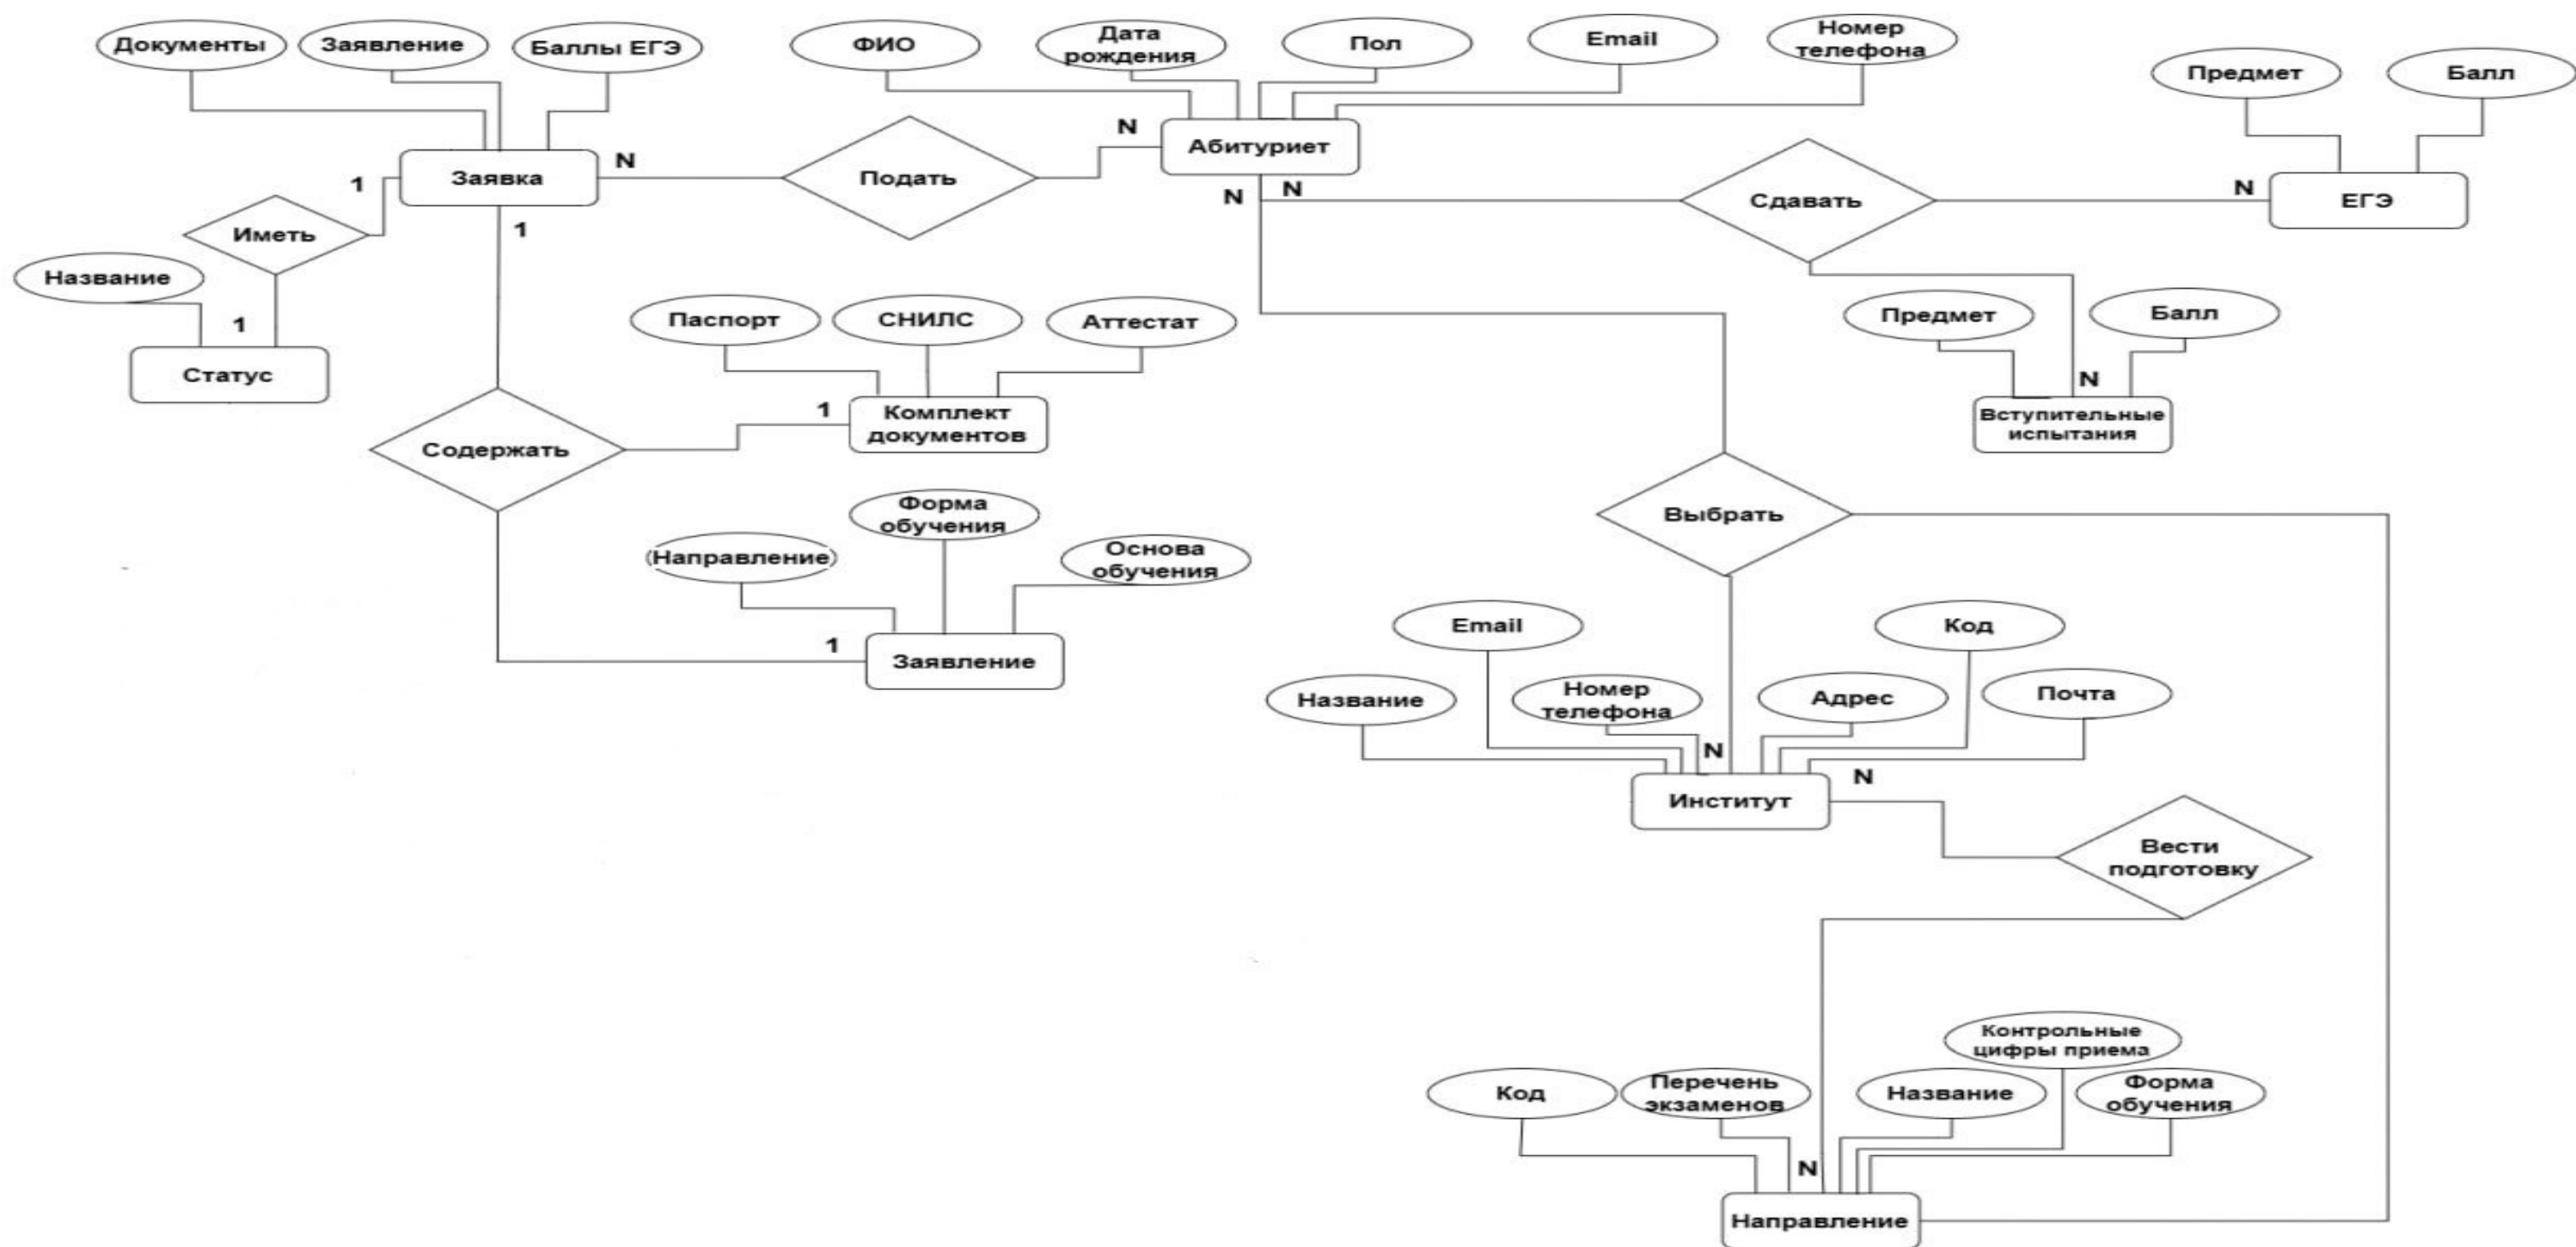 Документы
Заявление
Баллы ЕГЭ
ФИО
Дата
рождения
Пол
Email
Номер
телефона
Предмет
Балл
Заявка
N
Подать
N
Абитуриет
N
N
Сдавать
N
ЕГЭ
1
1
Иметь
Название
1
Статус
Паспорт
СНИЛС
Аттестат
1
Комплект
документов
Содержать
Предмет
Балл
N
Вступительные
испытания
Форма
обучения
(Направление)
Основа
обучения
1
Заявление
Выбрать
Email
Код
Название
Номер
телефона
Адрес
Почта
N
N
Институт
Вести
подготовку
Контрольные
цифры приема
Код
Перечень
экзаменов
Название
Форма
обучения
N
Направление